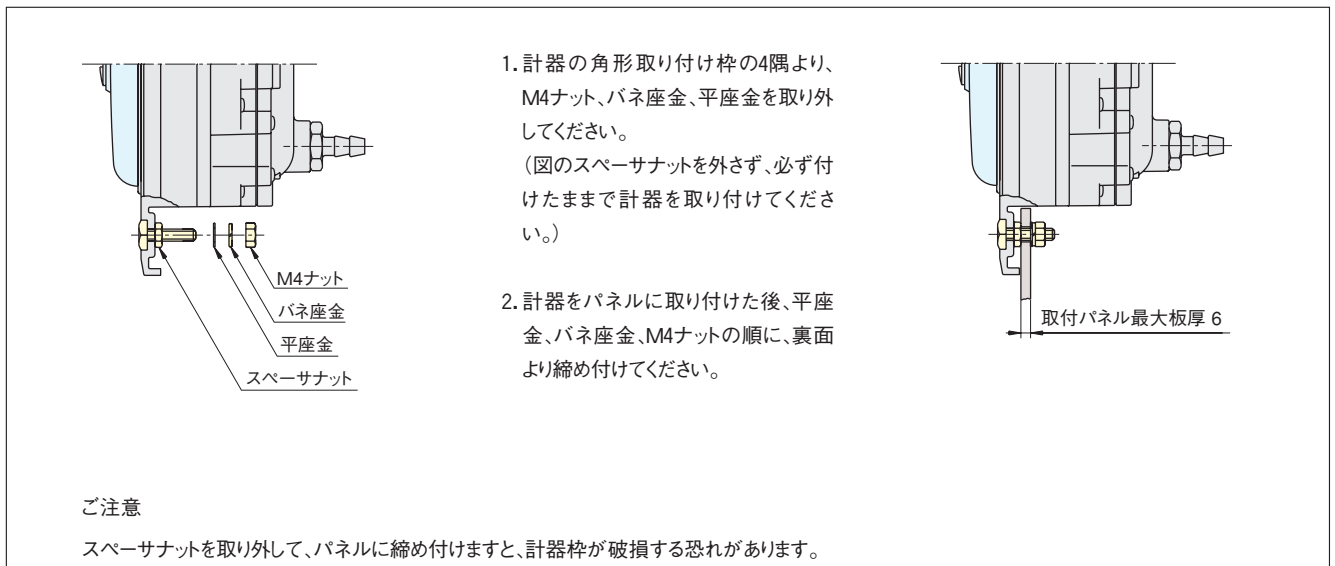 1.計器の角形取り付け枠の4隅より、
M4ナット、バネ座金、平座金を取り外
してください。
（図のスペーサナットを外さず、必ず付
けたままで計器を取り付けてくださ
い。）
2.計器をパネルに取り付けた後、平座
金、バネ座金、M4ナットの順に、裏面
より締め付けてください。
M4ナット
バネ座金
平座金
スペーサナット
取付パネル最大板厚 6
ご注意
スペーサナットを取り外して、パネルに締め付けますと、計器枠が破損する恐れがあります。